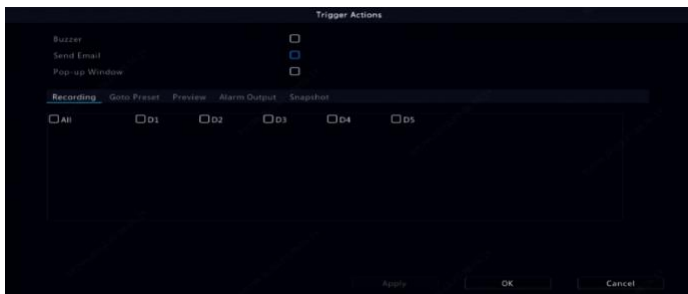 Trigger Actions
Buzzer
Send Email
Pop-up Window
Recording Goto Preset Preview Alarm Output Snapshot
All D1 D2 D3 D4 D5
Apply OK Cancel